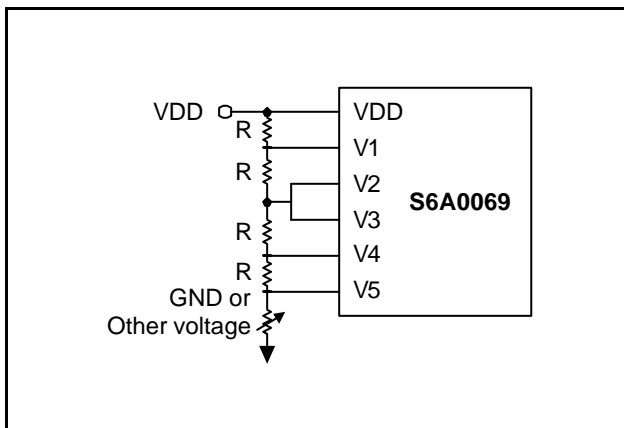 VDD
VDD
R
V1
R
V2
S6A0069
V3
R
V4
R
V5
GND or
Other voltage